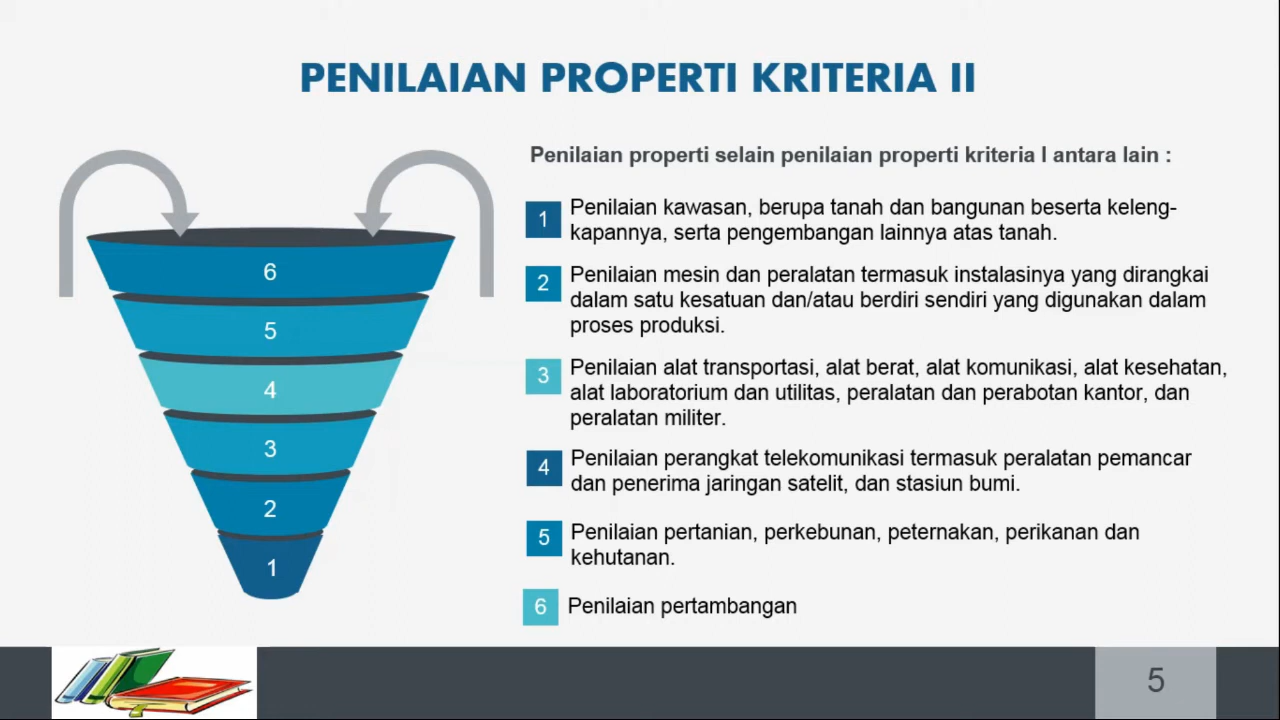 PENILAIAN PROPERTI KRITERIA II
Penilaian properti selain penilaian properti kriteria I antara lain :
6
5
4
3
2
1
1
Penilaian kawasan, berupa tanah dan bangunan beserta keleng-
kapannya, serta pengembangan lainnya atas tanah.
2
Penilaian mesin dan peralatan termasuk instalasinya yang dirangkai
dalam satu kesatuan dan/atau berdiri sendiri yang digunakan dalam
proses produksi.
3
Penilaian alat transportasi, alat berat, alat komunikasi, alat kesehatan,
alat laboratorium dan utilitas, peralatan dan perabotan kantor, dan
peralatan militer.
4
Penilaian perangkat telekomunikasi termasuk peralatan pemancar
dan penerima jaringan satelit, dan stasiun bumi.
5
Penilaian pertanian, perkebunan, peternakan, perikanan dan
kehutanan.
6
Penilaian pertambangan
5